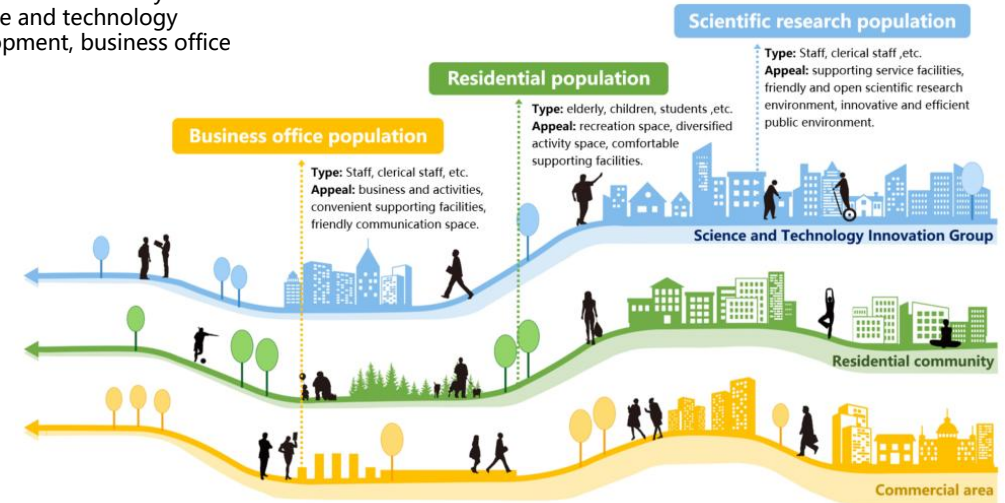 e and technology
opment, business office
Scientific research population
Type: Staff, clerical staff ,etc.
Appeal: supporting service facilities,
friendly and open scientific research
environment, innovative and efficient
public environment.
Residential population
Type: elderly, children, students ,etc.
Appeal: recreation space, diversified
activity space, comfortable
supporting facilities.
Business office population
Type: Staff, clerical staff, etc.
Appeal: business and activities,
convenient supporting facilities,
friendly communication space.
Science and Technology Innovation Group
Residential community
Commercial area